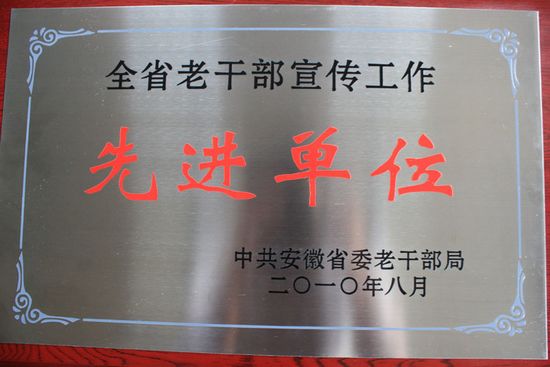 全省老干部宣传工作
先进单位
中共安徽省委老干部局
二〇一〇年八月